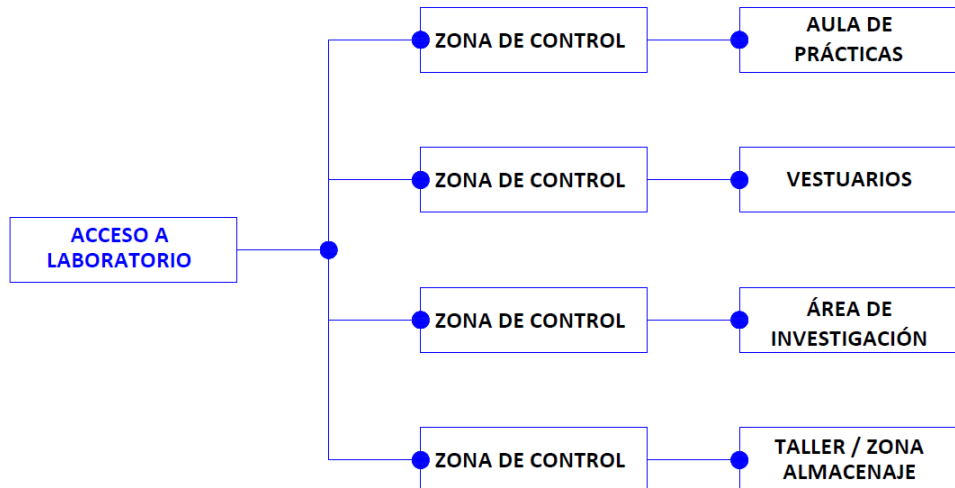 ZONA DE CONTROL
AULA DE
PRÁCTICAS
ZONA DE CONTROL
VESTUARIOS
ACCESO A
LABORATORIO
ZONA DE CONTROL
ÁREA DE
INVESTIGACIÓN
ZONA DE CONTROL
TALLER / ZONA
ALMACENAJE